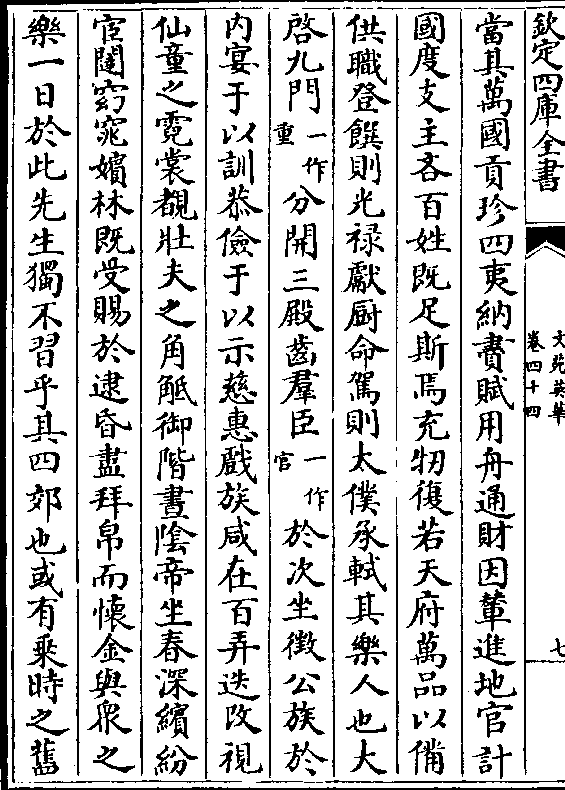 欽定四庫全書
文苑英華
卷四十四
七
當其萬國貢珍四夷納賮賦用舟通財因輦進地官計
國度支主吝百姓既足斯焉充牣復若天府萬品以備
供職登饌則光禄獻厨命駕則太僕承軾其樂人也大
啓九門一作重分開三殿齒羣臣一作官於次坐徵公族於
内宴于以訓恭儉于以示慈惠戲族咸在百弄迭改視
仙童之霓裳覩壯夫之角觝御階晝陰帝坐春深繽紛
宦闥窈窕嬪林既受賜於逮昏盡拜帛而懷金與衆之
樂一日於此先生獨不習乎其四郊也或有乗時之舊